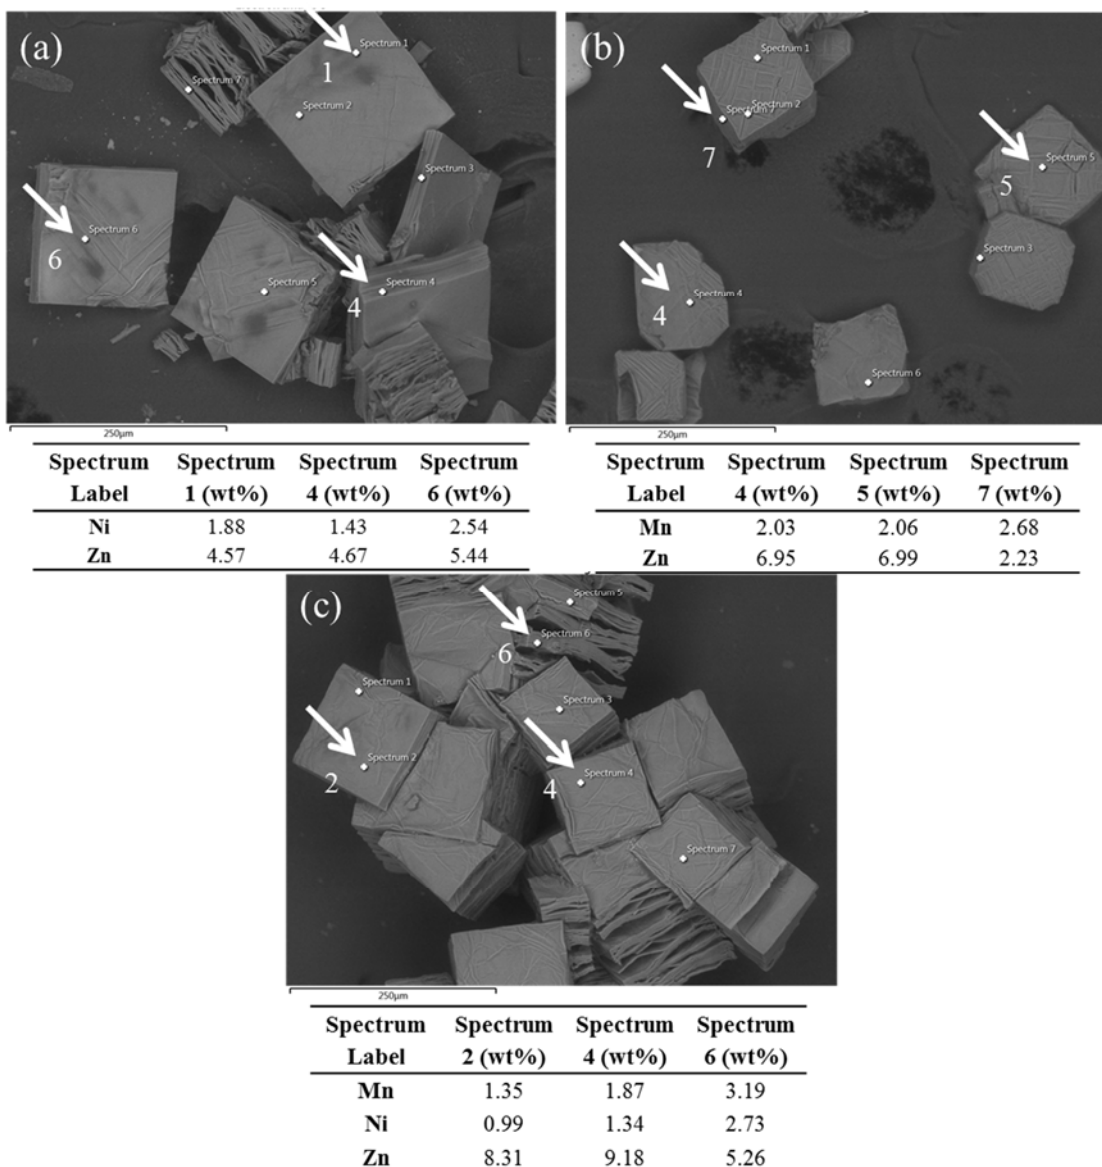 (a)
Spectrum 1
1
Spectrum 7
Spectrum 2
Spectrum 3
Spectrum 6
6
Spectrum 5
Spectrum 4
4
250µm
Spectrum Spectrum Spectrum Spectrum
Label 1 (wt%) 4 (wt%) 6 (wt%)
Ni 1.88 1.43 2.54
Zn 4.57 4.67 5.44
(b)
Spectrum 1
Spectrum 2
7
Spectrum 5
5
Spectrum 3
Spectrum 4
4
Spectrum 6
250µm
Spectrum Spectrum Spectrum Spectrum
Label 4 (wt%) 5 (wt%) 7 (wt%)
Mn 2.03 2.06 2.68
Zn 6.95 6.99 2.23
(c)
Spectrum 5
Spectrum 6
6
Spectrum 1
Spectrum 3
Spectrum 2
2
Spectrum 4
4
Spectrum 7
250µm
Spectrum Spectrum Spectrum Spectrum
Label 2 (wt%) 4 (wt%) 6 (wt%)
Mn 1.35 1.87 3.19
Ni 0.99 1.34 2.73
Zn 8.31 9.18 5.26